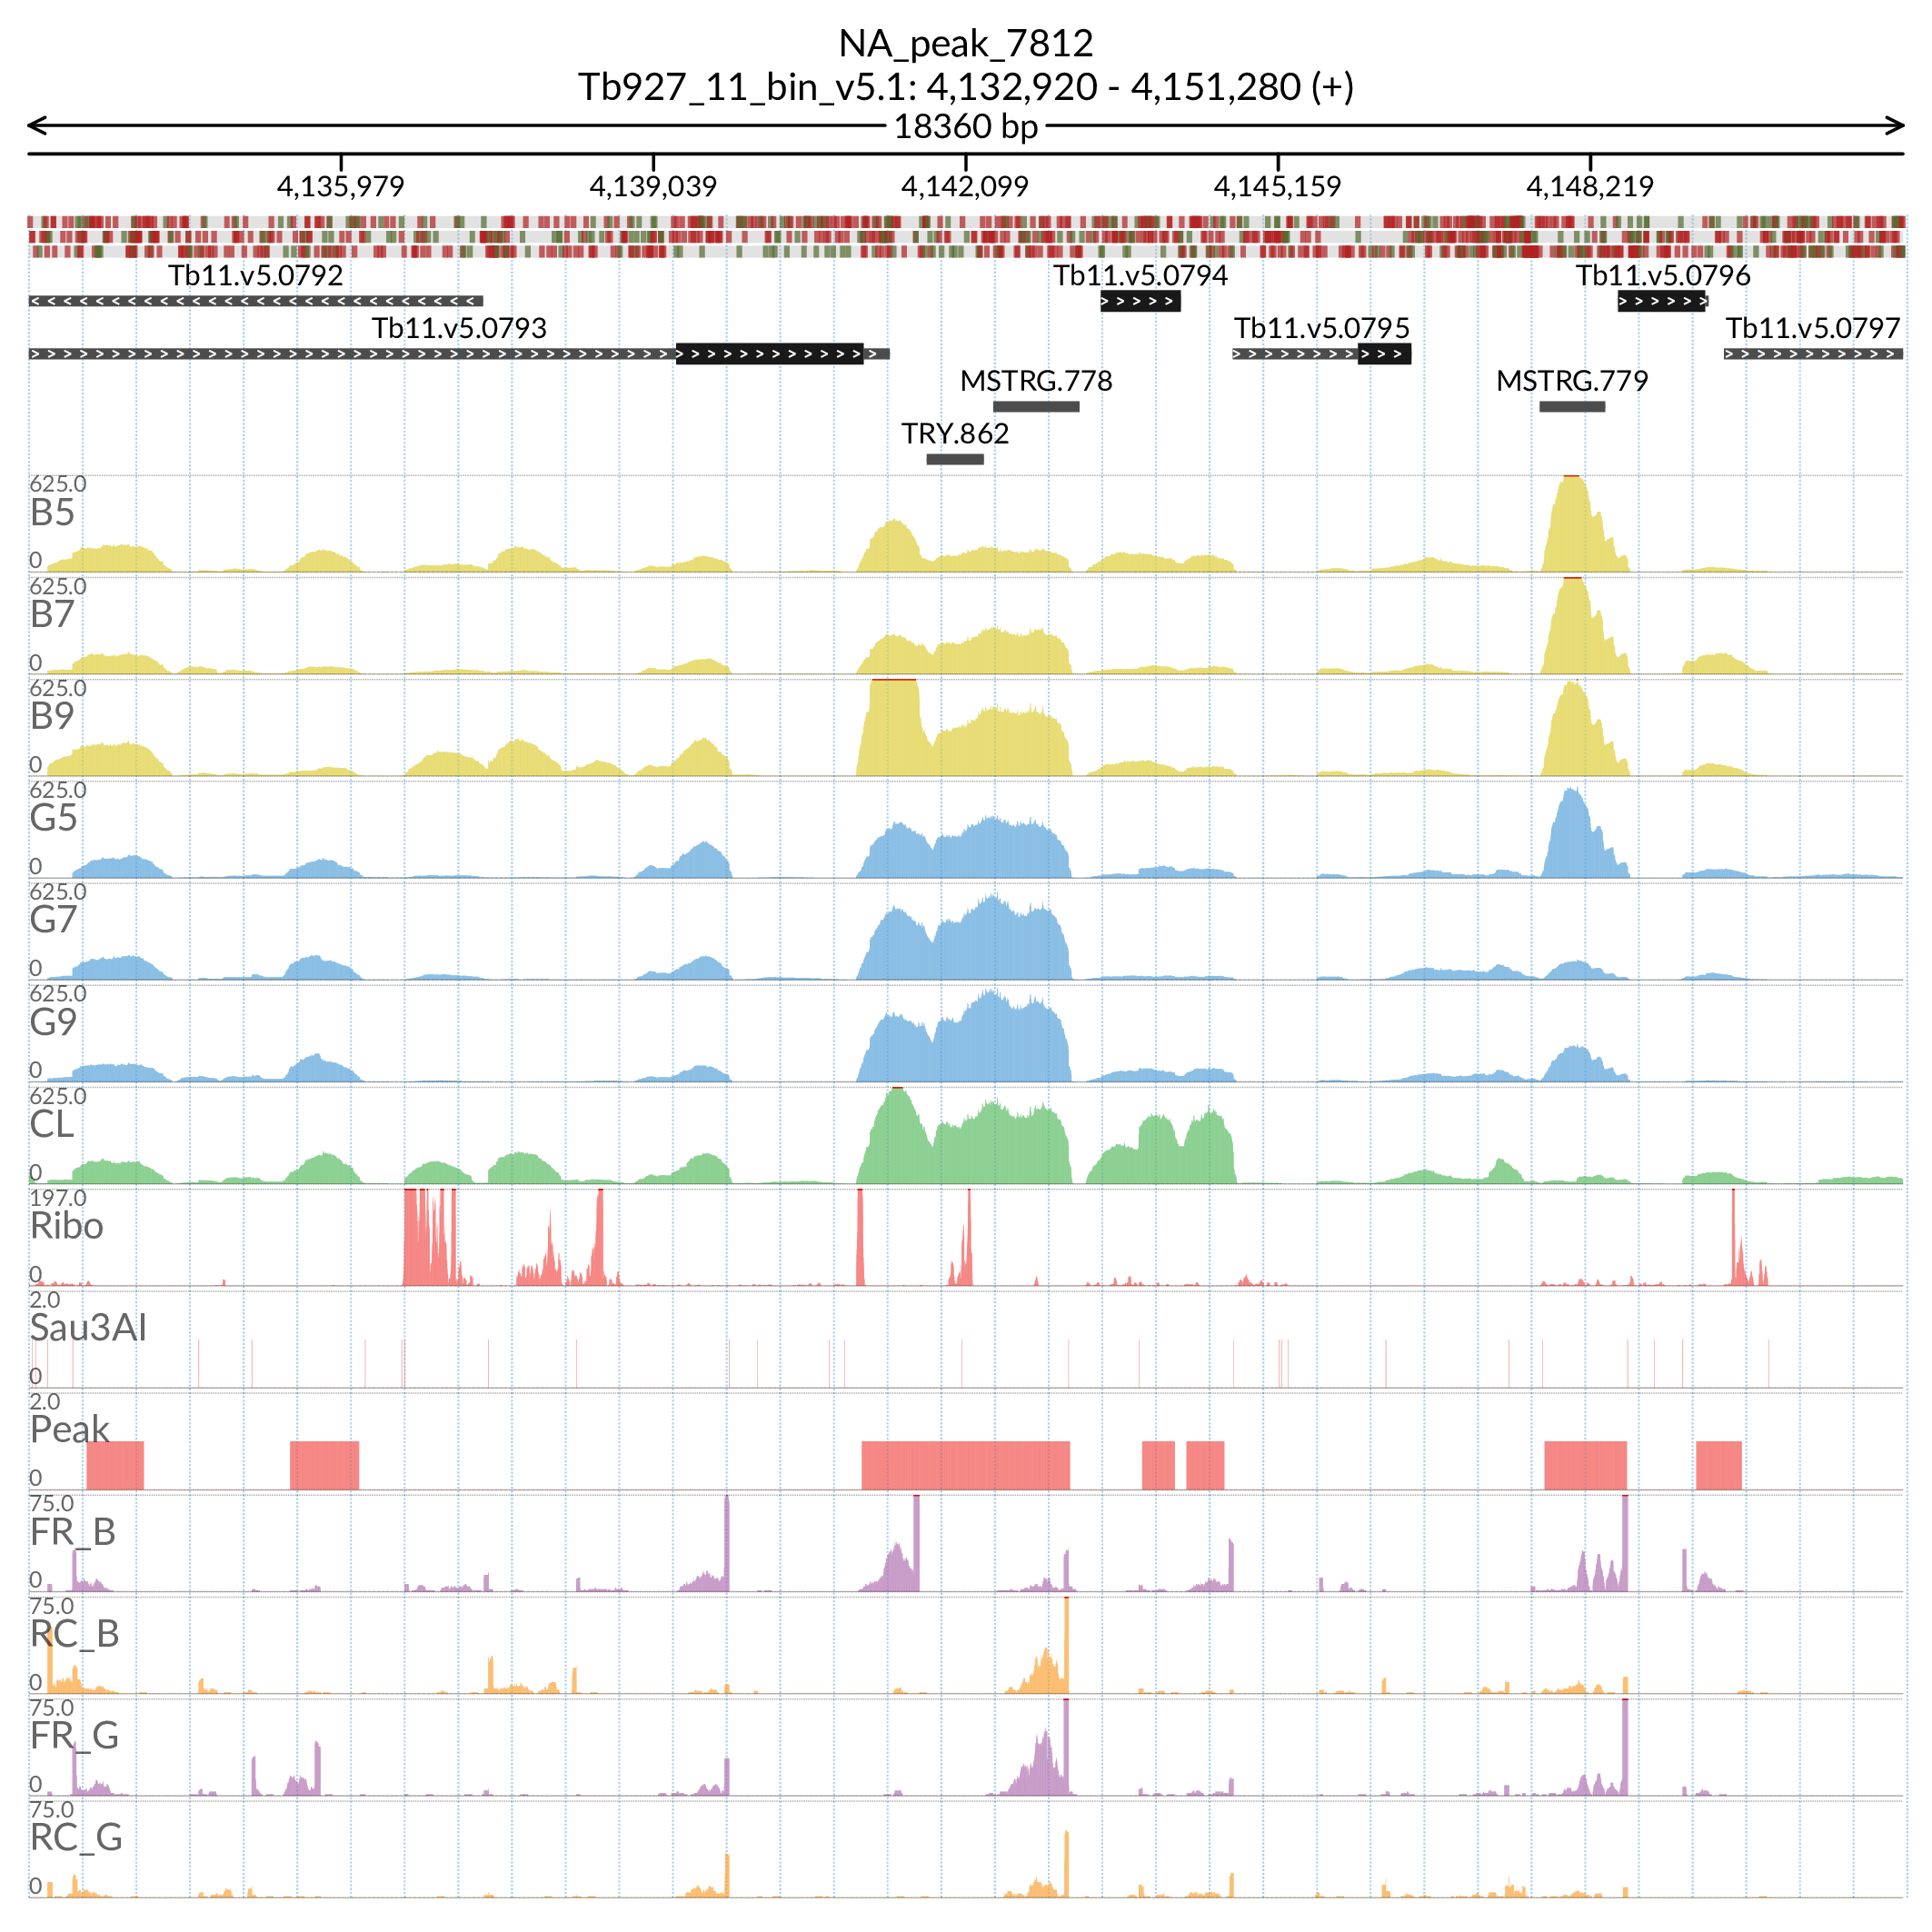 NA_peak_7812
Tb927_11_bin_v5.1: 4,132,920 - 4,151,280 (+)
18360 bp
4,135,979 4,139,039 4,142,099 4,145,159 4,148,219
Tb11.v5.0792 Tb11.v5.0794 Tb11.v5.0796
Tb11.v5.0793 Tb11.v5.0795 Tb11.v5.0797
MSTRG.778 MSTRG.779
TRY.862
625.0
B5
0
625.0
B7
0
625.0
B9
0
625.0
G5
0
625.0
G7
0
625.0
G9
0
625.0
CL
0
197.0
Ribo
0
2.0
Sau3AI
0
2.0
Peak
0
75.0
FR_B
0
75.0
RC_B
0
75.0
FR_G
0
75.0
RC_G
0